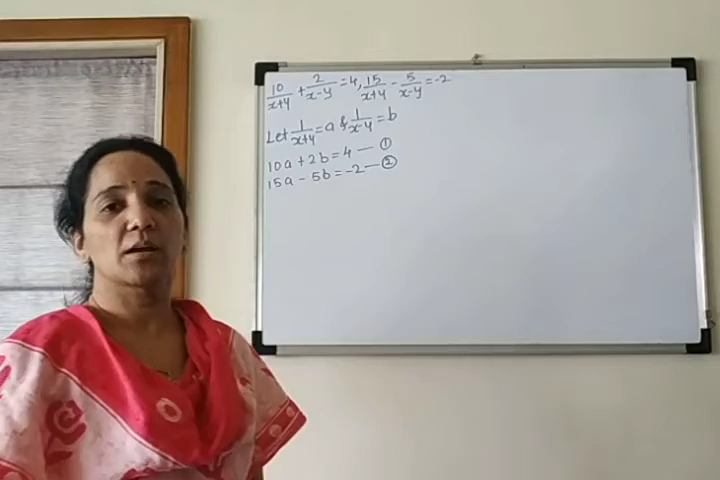 10/(x+y) + 2/(x-y) = 4, 15/(x+y) - 5/(x-y) = -2
Let 1/(x+y) = a & 1/(x-y) = b
10a + 2b = 4 — ①
15a - 5b = -2 — ②